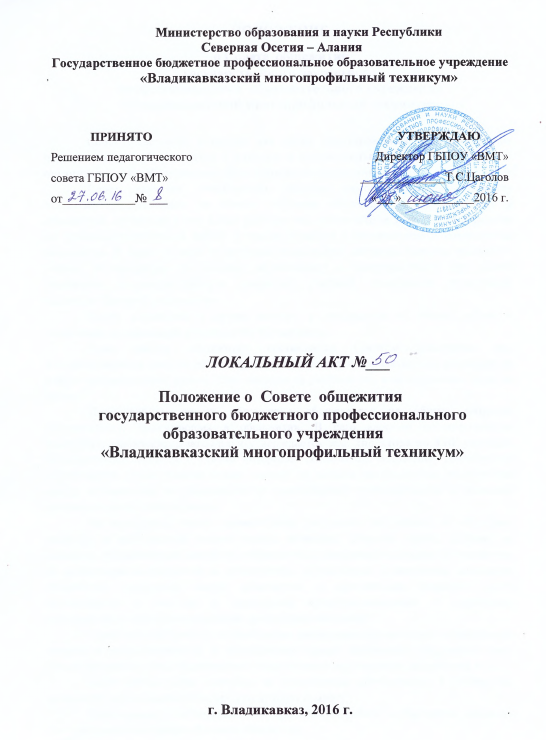 Министерство образования и науки Республики
Северная Осетия – Алания
Государственное бюджетное профессиональное образовательное учреждение
«Владикавказский многопрофильный техникум»
ПРИНЯТО
Решением педагогического
совета ГБПОУ «ВМТ»
от 27.06.16 № 8
УТВЕРЖДАЮ
Директор ГБПОУ «ВМТ»
Т.С.Цаголов
« » июня 2016 г.
ЛОКАЛЬНЫЙ АКТ № 50
Положение о Совете общежития
государственного бюджетного профессионального
образовательного учреждения
«Владикавказский многопрофильный техникум»
г. Владикавказ, 2016 г.